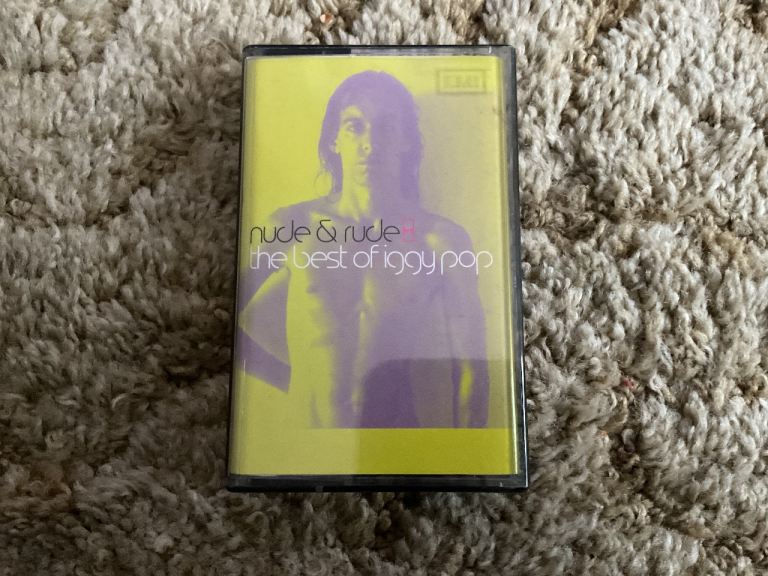 nude & rude:
the best of iggy pop